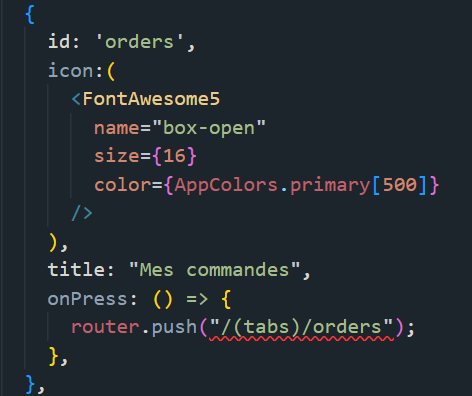 {
id: 'orders',
icon:(
<FontAwesome5
name="box-open"
size={16}
color={AppColors.primary[500]}
/>
),
title: "Mes commandes",
onPress: () => {
router.push("/(tabs)/orders");
},
},